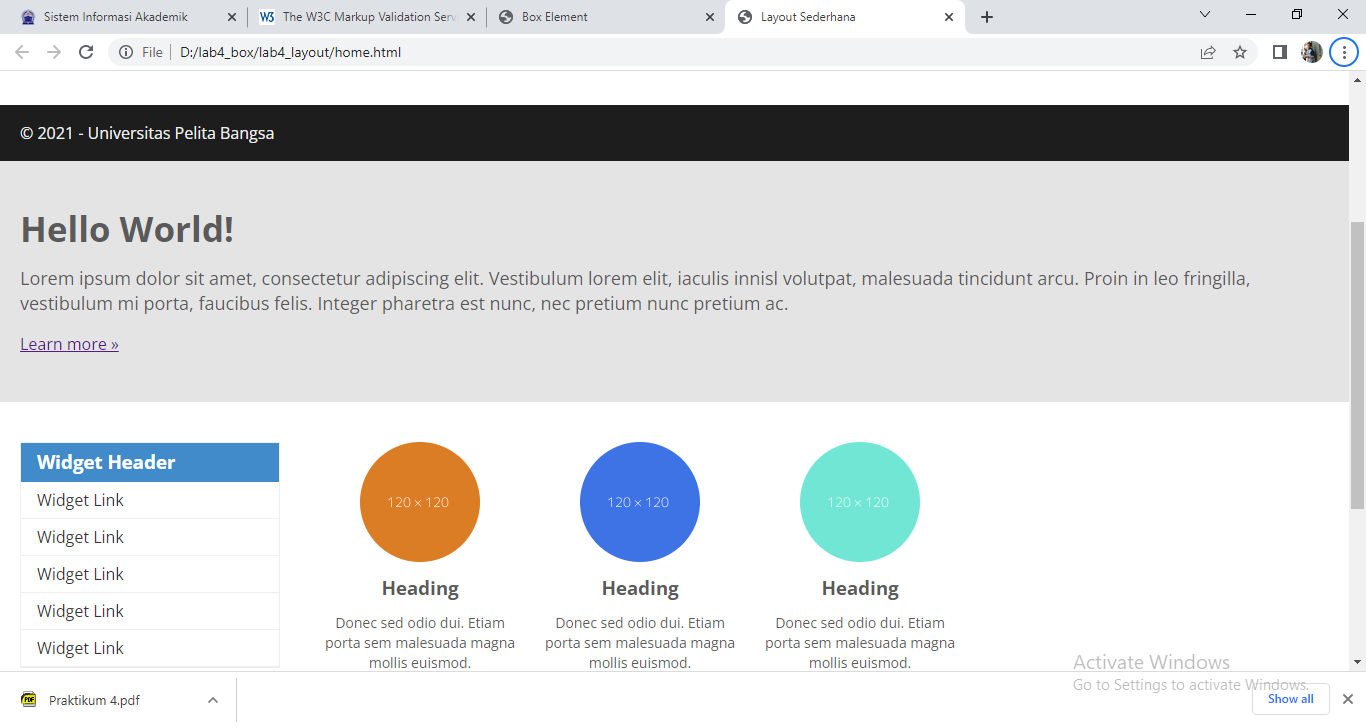 Sistem Informasi Akademik
The W3C Markup Validation Serv
Box Element
Layout Sederhana
File
D:/lab4_box/lab4_layout/home.html
© 2021 - Universitas Pelita Bangsa
Hello World!
Lorem ipsum dolor sit amet, consectetur adipiscing elit. Vestibulum lorem elit, iaculis innisl volutpat, malesuada tincidunt arcu. Proin in leo fringilla,
vestibulum mi porta, faucibus felis. Integer pharetra est nunc, nec pretium nunc pretium ac.
Learn more »
Widget Header
Widget Link
Widget Link
Widget Link
Widget Link
Widget Link
120 × 120
Heading
Donec sed odio dui. Etiam
porta sem malesuada magna
mollis euismod.
120 × 120
Heading
Donec sed odio dui. Etiam
porta sem malesuada magna
mollis euismod.
120 × 120
Heading
Donec sed odio dui. Etiam
porta sem malesuada magna
mollis euismod.
Activate Windows
Go to Settings to activate Windows.
Praktikum 4.pdf
Show all